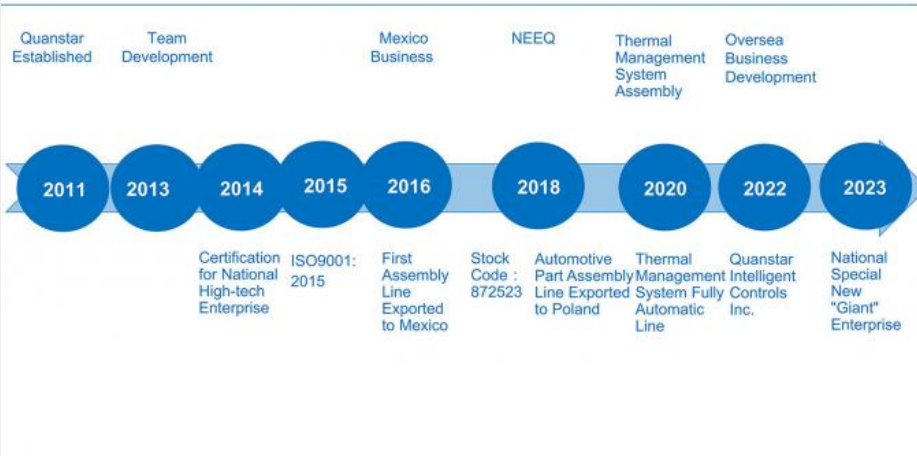 Quanstar
Established
Team
Development
Mexico
Business
NEEQ
Thermal
Management
System
Assembly
Oversea
Business
Development
2011
2013
2014
2015
2016
2018
2020
2022
2023
Certification
for National
High-tech
Enterprise
ISO9001:
2015
First
Assembly
Line
Exported
to Mexico
Stock
Code :
872523
Automotive
Part Assembly
Line Exported
to Poland
Thermal
Management
System Fully
Automatic
Line
Quanstar
Intelligent
Controls
Inc.
National
Special
New
"Giant"
Enterprise